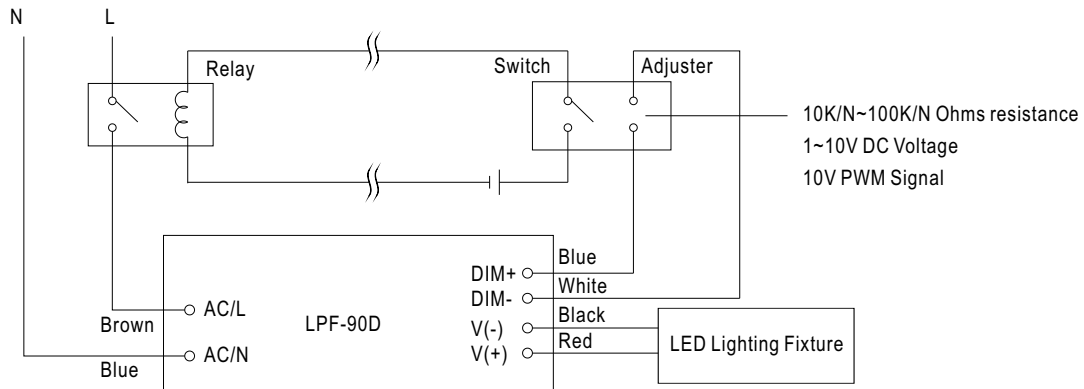 N
L
Relay
Switch
Adjuster
10K/N~100K/N Ohms resistance
1~10V DC Voltage
10V PWM Signal
Blue
DIM+
White
DIM-
Black
V(-)
Red
V(+)
AC/L
Brown
LPF-90D
LED Lighting Fixture
AC/N
Blue